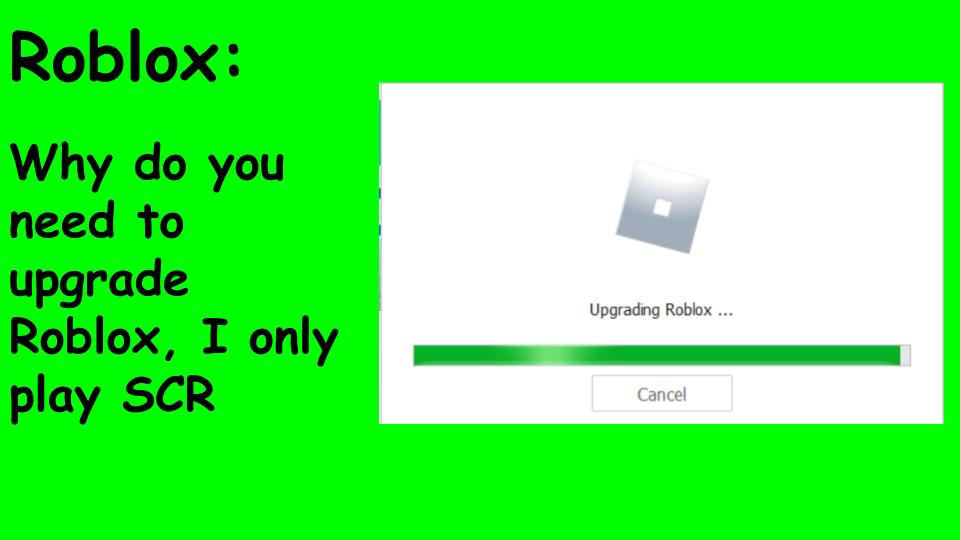 Roblox:
Why do you
need to
upgrade
Roblox, I only
play SCR
Upgrading Roblox ...
Cancel